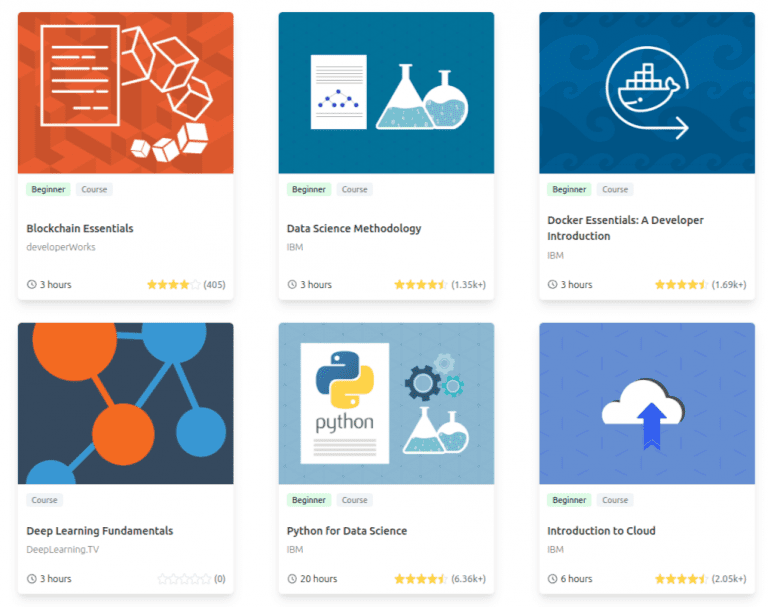 Beginner Course
Blockchain Essentials
developerWorks
3 hours (405)
Beginner Course
Data Science Methodology
IBM
3 hours (1.35k+)
Beginner Course
Docker Essentials: A Developer
Introduction
IBM
3 hours (1.69k+)
Course
Deep Learning Fundamentals
DeepLearning.TV
3 hours (0)
python
Beginner Course
Python for Data Science
IBM
20 hours (6.36k+)
Beginner Course
Introduction to Cloud
IBM
6 hours (2.05k+)